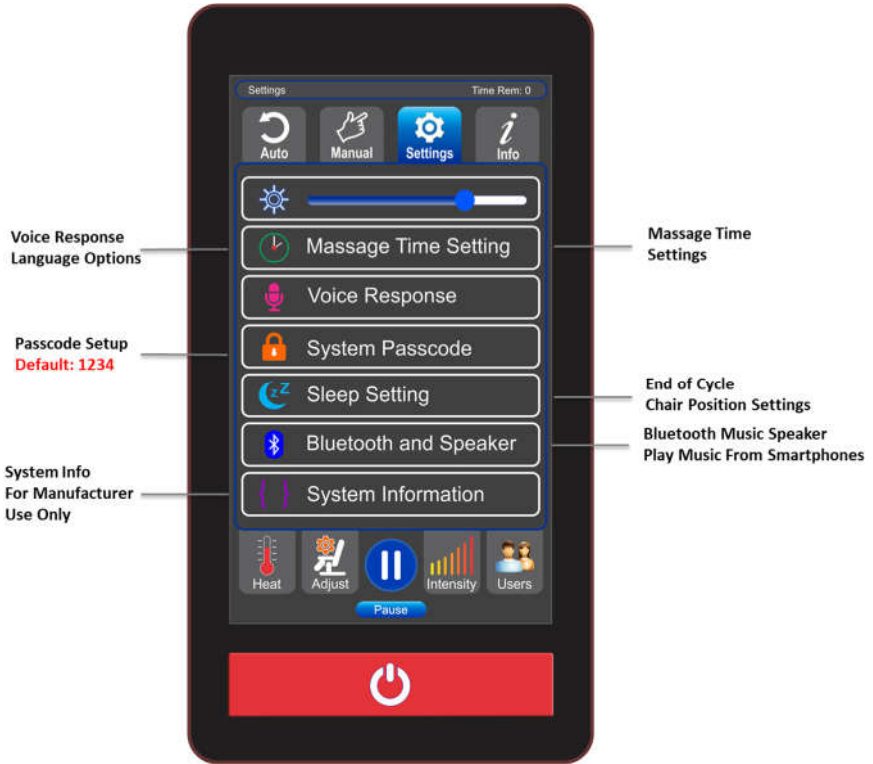 Settings
Time Rem: 0
Auto
Manual
Settings
i
Info
Voice Response
Language Options
Massage Time Setting
Massage Time
Settings
Voice Response
Passcode Setup
Default: 1234
System Passcode
Sleep Setting
zZ
End of Cycle
Chair Position Settings
Bluetooth and Speaker
Bluetooth Music Speaker
Play Music From Smartphones
System Info
For Manufacturer
Use Only
{ }
System Information
Heat
Adjust
Intensity
Users
Pause